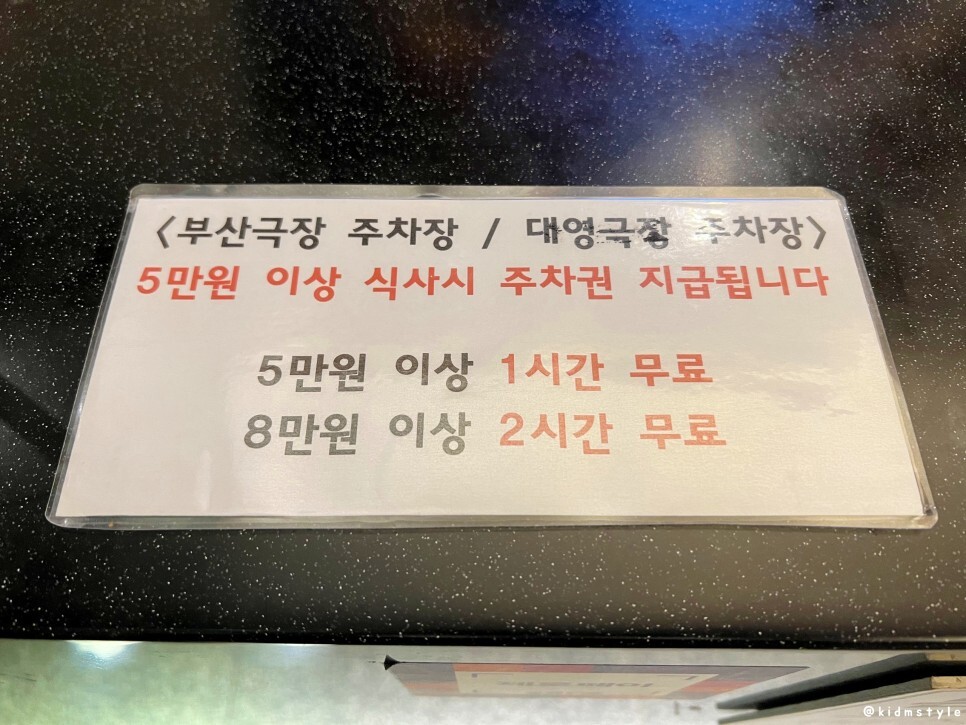 <부산극장 주차장 / 대영극장 주차장>
5만원 이상 식사시 주차권 지급됩니다
5만원 이상 1시간 무료
8만원 이상 2시간 무료
@kidmstyle